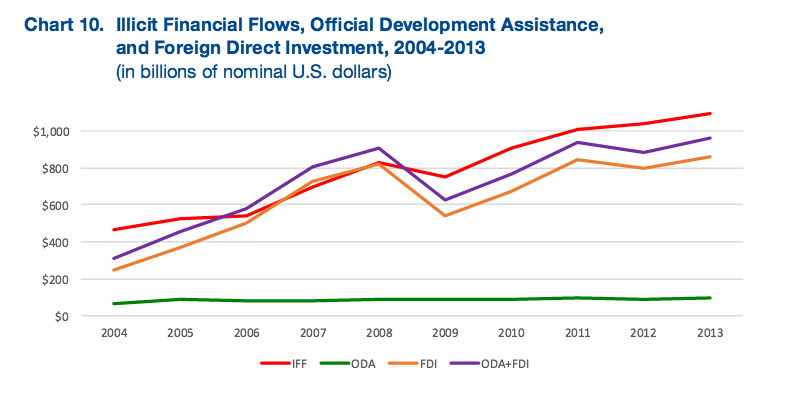 Chart 10. Illicit Financial Flows, Official Development Assistance,
and Foreign Direct Investment, 2004-2013
(in billions of nominal U.S. dollars)
$1,000
$800
$600
$400
$200
$0
2004 2005 2006 2007 2008 2009 2010 2011 2012 2013
IFF ODA FDI ODA+FDI